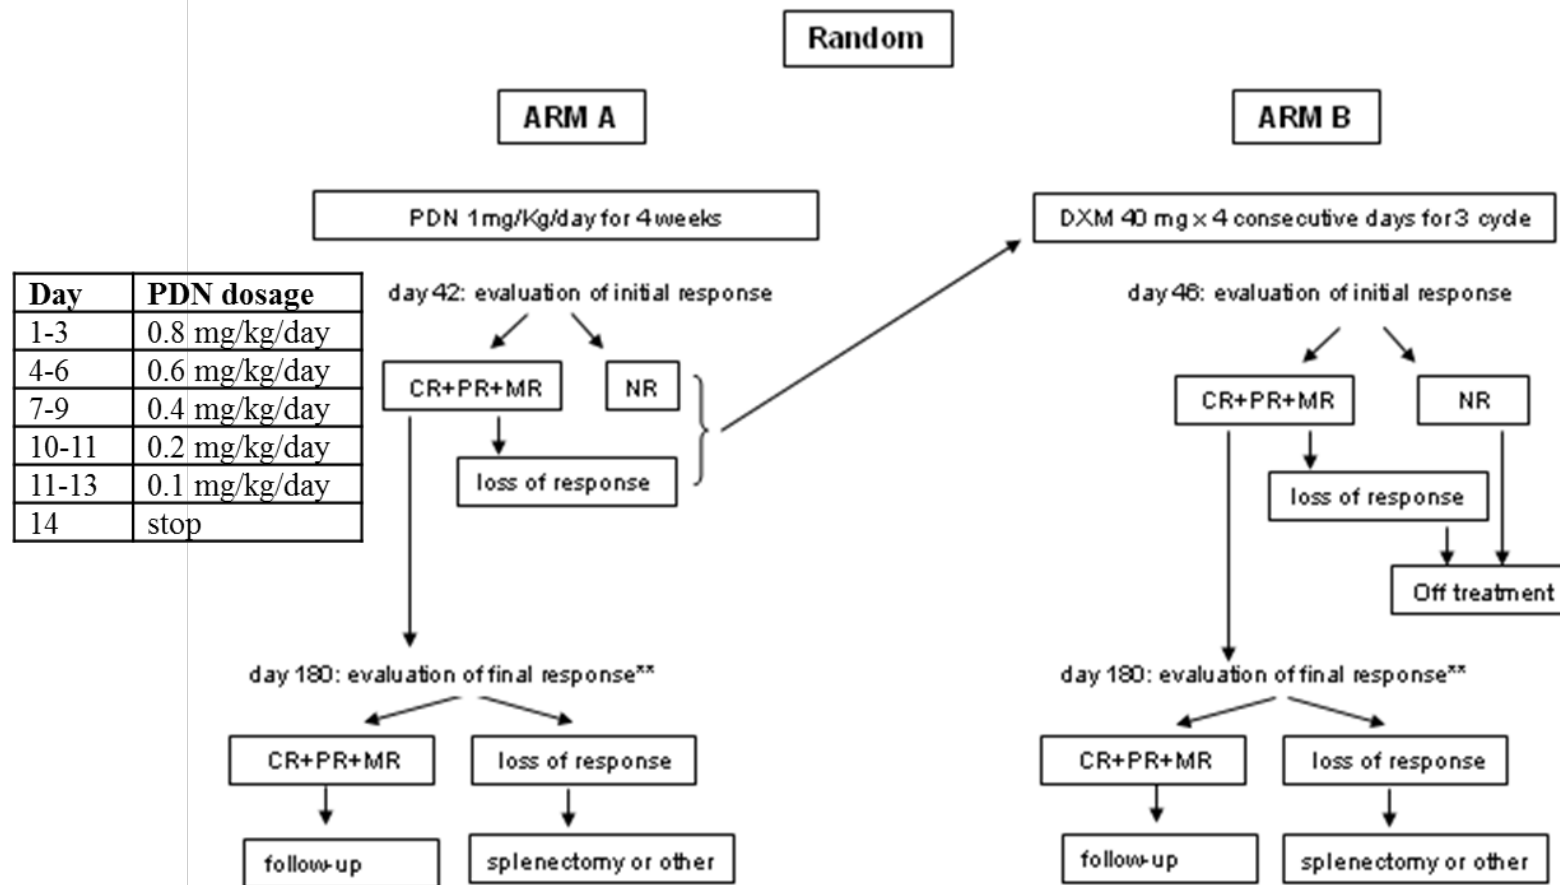 Random
ARM A
ARM B
PDN 1mg/Kg/day for 4 weeks
DXM 40 mg x 4 consecutive days for 3 cycle
Day PDN dosage
1-3 0.8 mg/kg/day
4-6 0.6 mg/kg/day
7-9 0.4 mg/kg/day
10-11 0.2 mg/kg/day
11-13 0.1 mg/kg/day
14 stop
day 42: evaluation of initial response
CR+PR+MR
NR
loss of response
day 180: evaluation of final response**
CR+PR+MR
loss of response
follow-up
splenectomy or other
day 46: evaluation of initial response
CR+PR+MR
NR
loss of response
Off treatment
day 180: evaluation of final response**
CR+PR+MR
loss of response
follow-up
splenectomy or other